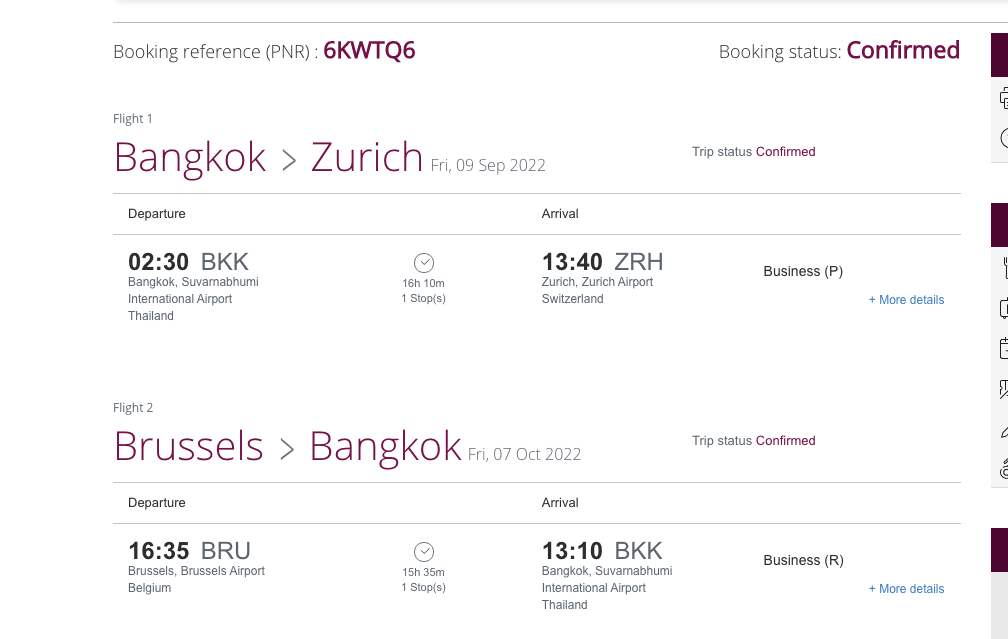 Booking reference (PNR) : 6KWTQ6 Booking status: Confirmed
Flight 1
Bangkok > Zurich Fri, 09 Sep 2022 Trip status Confirmed
Departure Arrival
02:30 BKK 13:40 ZRH
Bangkok, Suvarnabhumi
International Airport
Thailand
16h 10m
1 Stop(s)
Zurich, Zurich Airport
Switzerland
Business (P)
+ More details
Flight 2
Brussels > Bangkok Fri, 07 Oct 2022 Trip status Confirmed
Departure Arrival
16:35 BRU 13:10 BKK
Brussels, Brussels Airport
Belgium
15h 35m
1 Stop(s)
Bangkok, Suvarnabhumi
International Airport
Thailand
Business (R)
+ More details